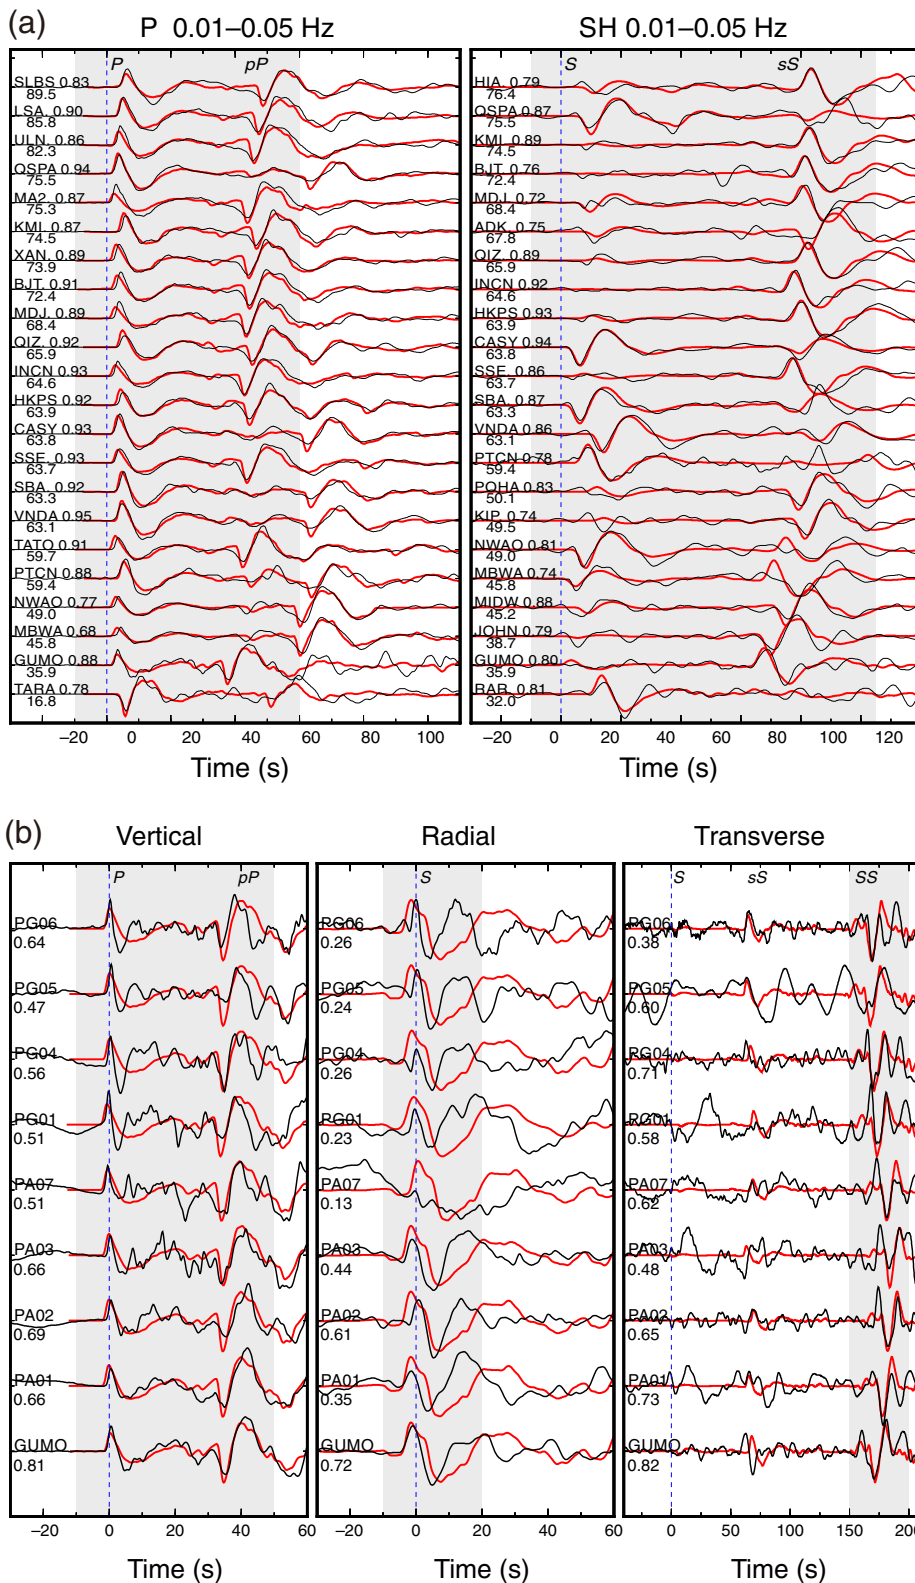 (a)
P 0.01–0.05 Hz
SH 0.01–0.05 Hz
P
pP
SLBS 0.83
89.5
LSA. 0.90
85.8
ULN. 0.86
82.3
QSPA 0.94
75.5
MA2. 0.87
75.3
KMI. 0.87
74.5
XAN. 0.89
73.9
BJT. 0.91
72.4
MDJ. 0.89
68.4
QIZ. 0.92
65.9
INCN 0.93
64.6
HKPS 0.92
63.9
CASY 0.93
63.8
SSE. 0.93
63.7
SBA. 0.92
63.3
VNDA 0.95
63.1
TATO 0.91
59.7
PTCN 0.88
59.4
NWAO 0.77
49.0
MBWA 0.68
45.8
GUMO 0.88
35.9
TARA 0.78
16.8
−20 0 20 40 60 80 100
Time (s)
S
sS
HIA. 0.79
76.4
QSPA 0.87
75.5
KMI. 0.89
74.5
BJT. 0.76
72.4
MDJ. 0.72
68.4
ADK. 0.75
67.8
QIZ. 0.89
65.9
INCN 0.92
64.6
HKPS 0.93
63.9
CASY 0.94
63.8
SSE. 0.86
63.7
SBA. 0.87
63.3
VNDA 0.86
63.1
PTCN 0.78
59.4
POHA 0.83
50.1
KIP. 0.74
49.5
NWAO 0.81
49.0
MBWA 0.74
45.8
MIDW 0.88
45.2
JOHN 0.79
38.7
GUMO 0.80
35.9
RAR. 0.81
32.0
−20 0 20 40 60 80 100 120
Time (s)
(b)
Vertical
Radial
Transverse
P
pP
PG06
0.64
PG05
0.47
PG04
0.56
PG01
0.51
PA07
0.51
PA03
0.66
PA02
0.69
PA01
0.66
GUMO
0.81
−20 0 20 40 60
Time (s)
S
PG06
0.26
PG05
0.24
PG04
0.26
PG01
0.23
PA07
0.13
PA03
0.44
PA02
0.61
PA01
0.35
GUMO
0.72
−20 0 20 40 60
Time (s)
S
sS
SS
PG06
0.38
PG05
0.60
PG04
0.71
PG01
0.58
PA07
0.62
PA03
0.48
PA02
0.65
PA01
0.73
GUMO
0.82
0 50 100 150 200
Time (s)